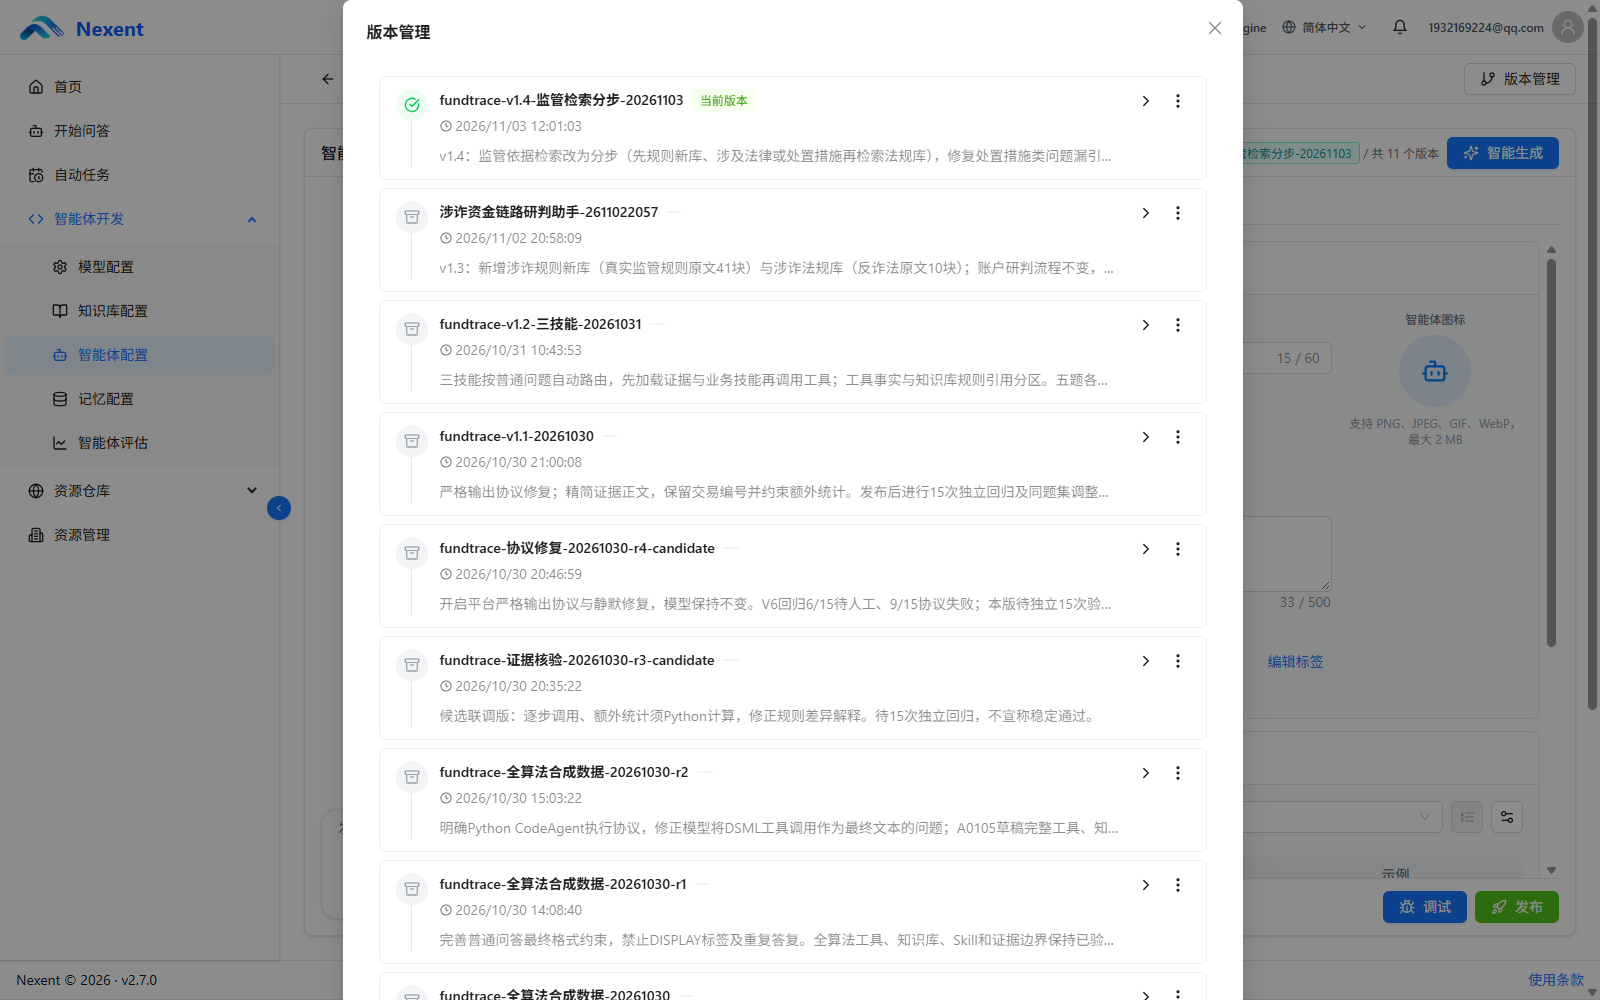 Nexent
首页
开始问答
自动任务
智能体开发
模型配置
知识库配置
智能体配置
记忆配置
智能体评估
资源仓库
资源管理
Nexent © 2026 · v2.7.0
版本管理
fundtrace-v1.4-监管检索分步-20261103 当前版本
2026/11/03 12:01:03
v1.4：监管依据检索改为分步（先规则新库、涉及法律或处置措施再检索法规库），修复处置措施类问题漏引...
涉诈资金链路研判助手-2611022057
2026/11/02 20:58:09
v1.3：新增涉诈规则新库（真实监管规则原文41块）与涉诈法规库（反诈法原文10块）；账户研判流程不变，...
fundtrace-v1.2-三技能-20261031
2026/10/31 10:43:53
三技能按普通问题自动路由，先加载证据与业务技能再调用工具；工具事实与知识库规则引用分区。五题各...
fundtrace-v1.1-20261030
2026/10/30 21:00:08
严格输出协议修复；精简证据正文，保留交易编号并约束额外统计。发布后进行15次独立回归及同题集调整...
fundtrace-协议修复-20261030-r4-candidate
2026/10/30 20:46:59
开启平台严格输出协议与静默修复，模型保持不变。V6回归6/15待人工、9/15协议失败；本版待独立15次验...
fundtrace-证据核验-20261030-r3-candidate
2026/10/30 20:35:22
候选联调版：逐步调用、额外统计须Python计算，修正规则差异解释。待15次独立回归，不宣称稳定通过。
fundtrace-全算法合成数据-20261030-r2
2026/10/30 15:03:22
明确Python CodeAgent执行协议，修正模型将DSML工具调用作为最终文本的问题；A0105草稿完整工具、知...
fundtrace-全算法合成数据-20261030-r1
2026/10/30 14:08:40
完善普通问答最终格式约束，禁止DISPLAY标签及重复答复。全算法工具、知识库、Skill和证据边界保持已验...
fundtrace-全算法合成数据-20261030
gine 简体中文 1932169224@qq.com
版本管理
检索分步-20261103 / 共 11 个版本 智能生成
智能体图标
15 / 60
支持 PNG、JPEG、GIF、WebP，
最大 2 MB
33 / 500
编辑标签
示例
调试 发布
使用条款